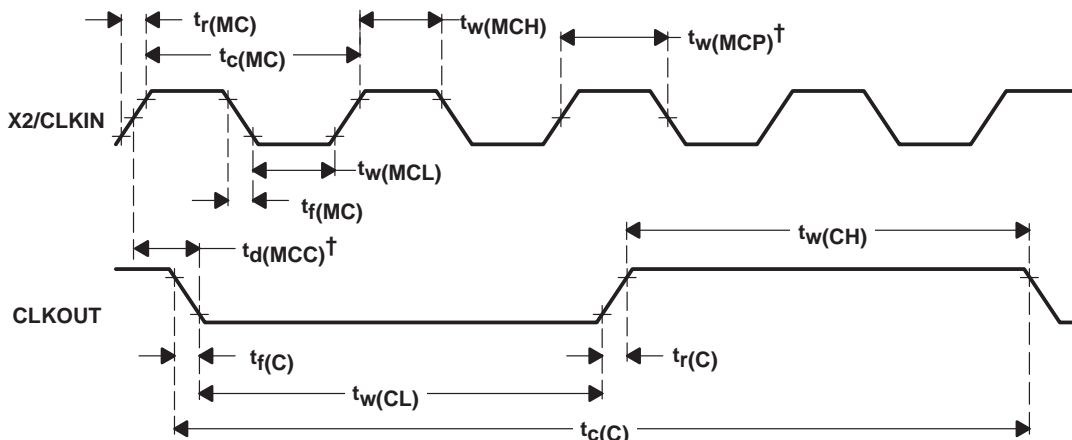 tr(MC)
tw(MCH)
tw(MCP)†
tc(MC)
X2/CLKIN
tw(MCL)
tf(MC)
td(MCC)†
tw(CH)
CLKOUT
tf(C)
tr(C)
tw(CL)
tc(C)